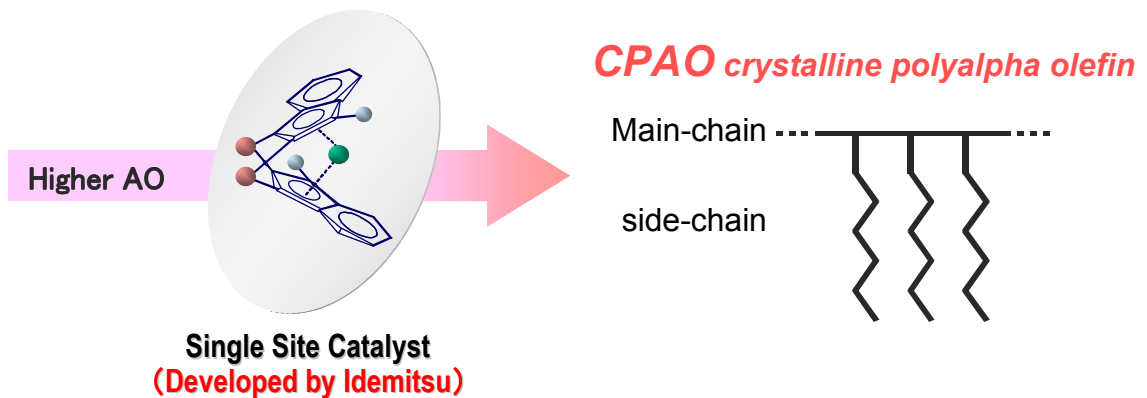 Higher AO
Single Site Catalyst
（Developed by Idemitsu）
CPAO crystalline polyalpha olefin
Main-chain
side-chain